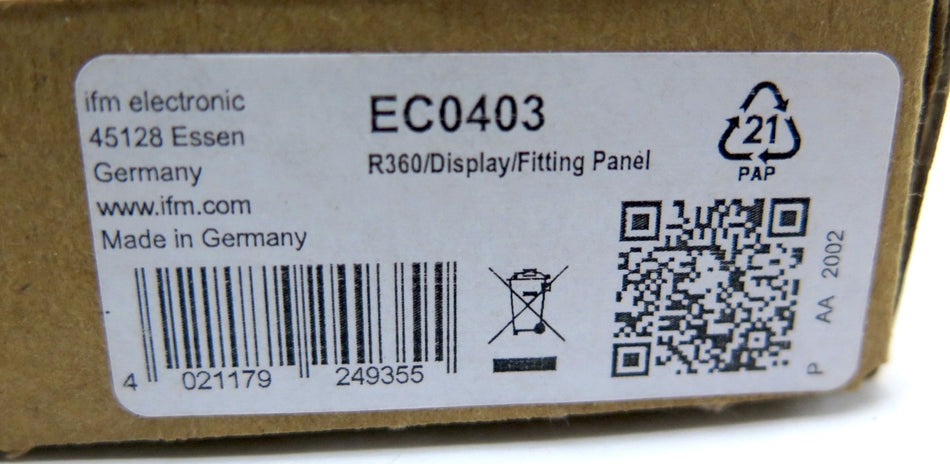 ifm electronic
45128 Essen
Germany
www.ifm.com
Made in Germany
EC0403
R360/Display/Fitting Panel
21
PAP
4 021179 249355
P AA 2002